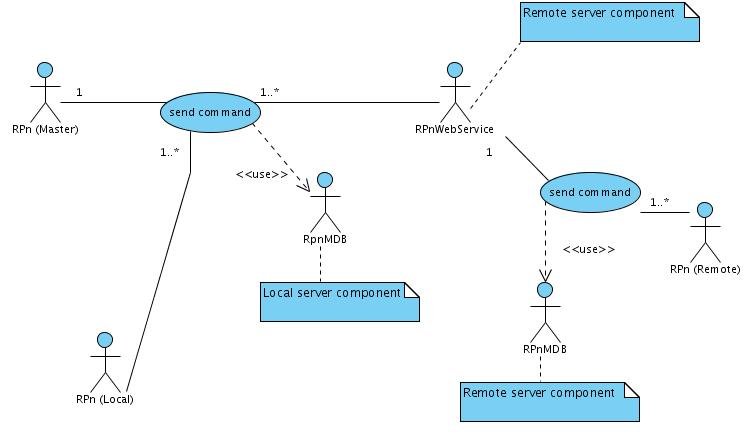 Remote server component
1
1..*
send command
RPn (Master)
RPnWebService
1..*
1
<<use>>
send command
1..*
RpnMDB
<<use>>
RPn (Remote)
Local server component
RPnMDB
RPn (Local)
Remote server component